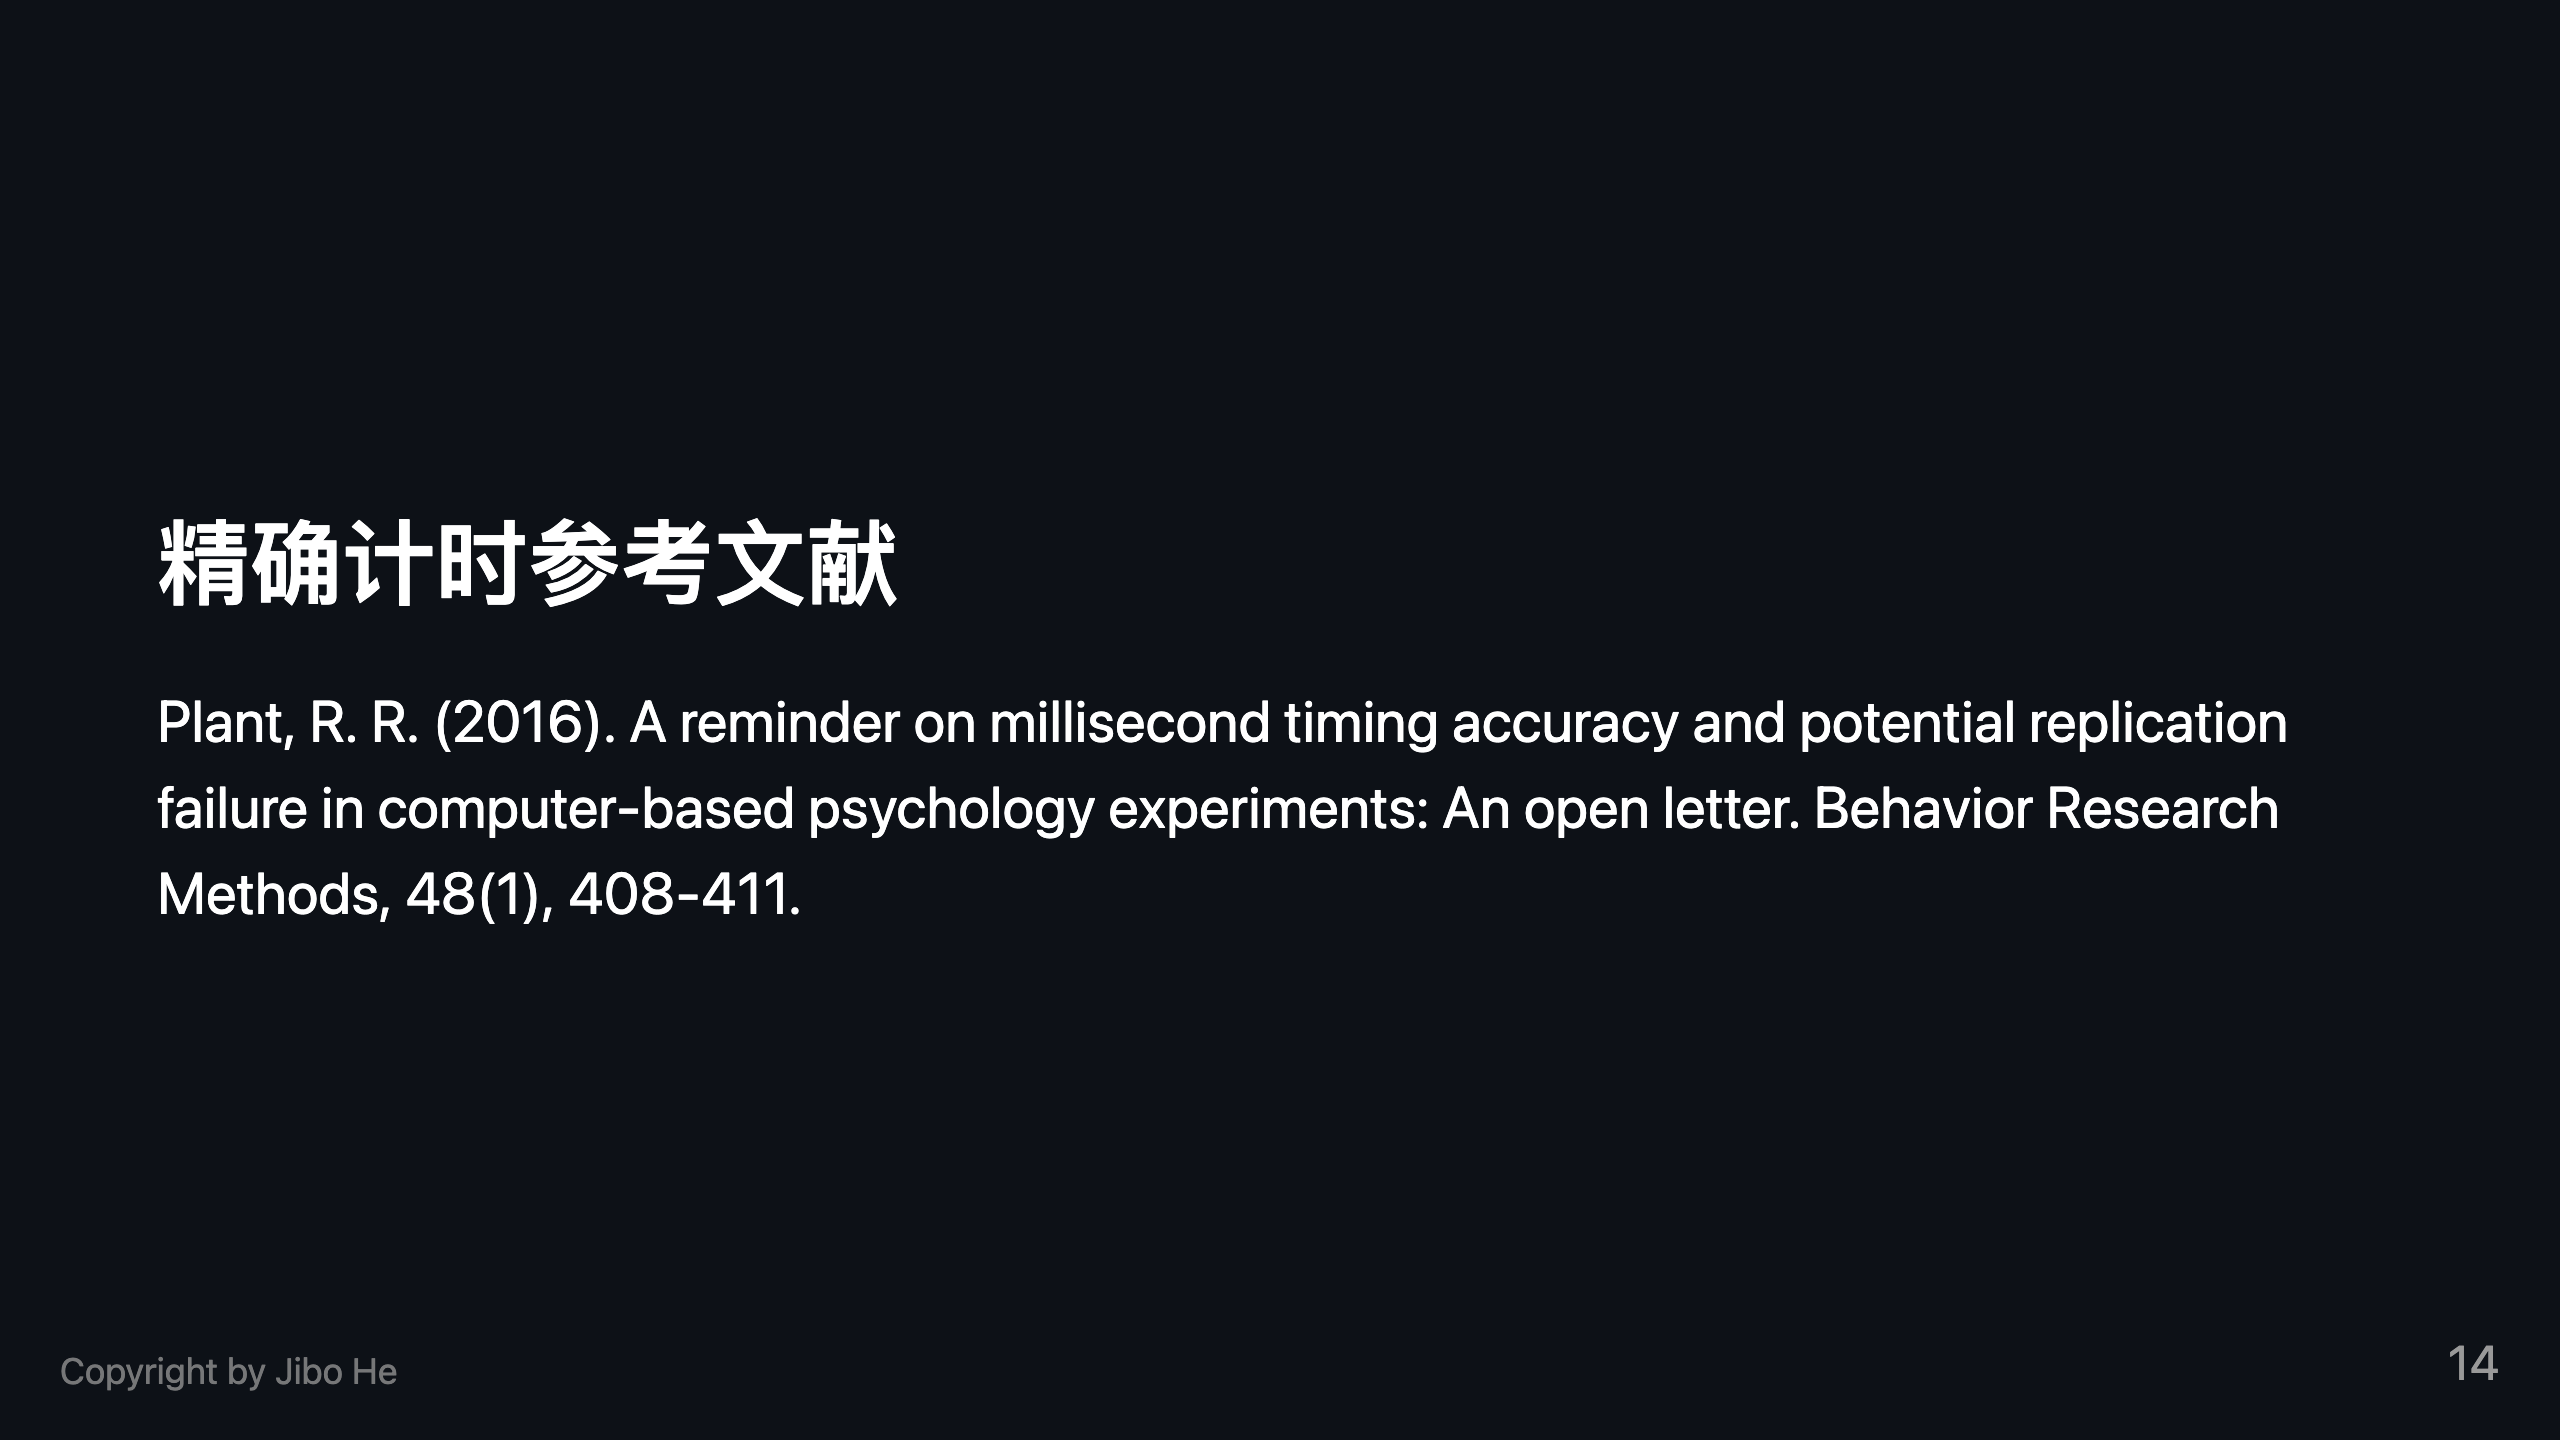 精确计时参考文献
Plant, R. R. (2016). A reminder on millisecond timing accuracy and potential replication
failure in computer-based psychology experiments: An open letter. Behavior Research
Methods, 48(1), 408-411.
Copyright by Jibo He
14